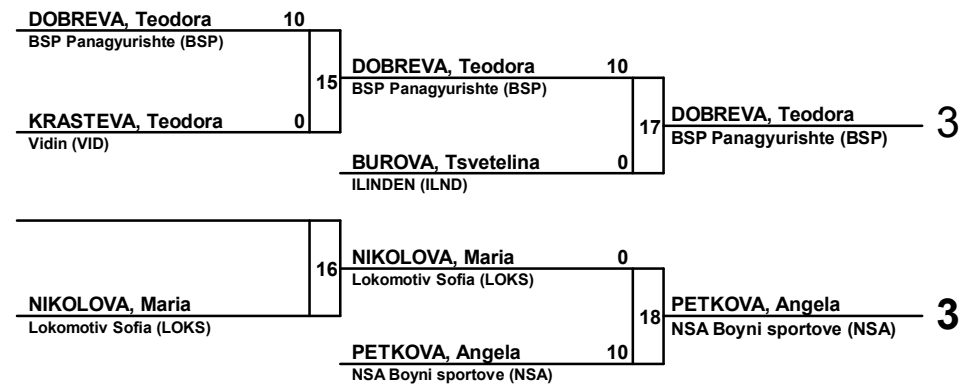 DOBREVA, Teodora 10
BSP Panagyurishte (BSP)
15
DOBREVA, Teodora 10
BSP Panagyurishte (BSP)
KRASTEVA, Teodora 0
Vidin (VID)
17
DOBREVA, Teodora 3
BSP Panagyurishte (BSP)
BUROVA, Tsvetelina 0
ILINDEN (ILND)
16
NIKOLOVA, Maria 0
Lokomotiv Sofia (LOKS)
NIKOLOVA, Maria
Lokomotiv Sofia (LOKS)
18
PETKOVA, Angela 3
NSA Boyni sportove (NSA)
PETKOVA, Angela 10
NSA Boyni sportove (NSA)